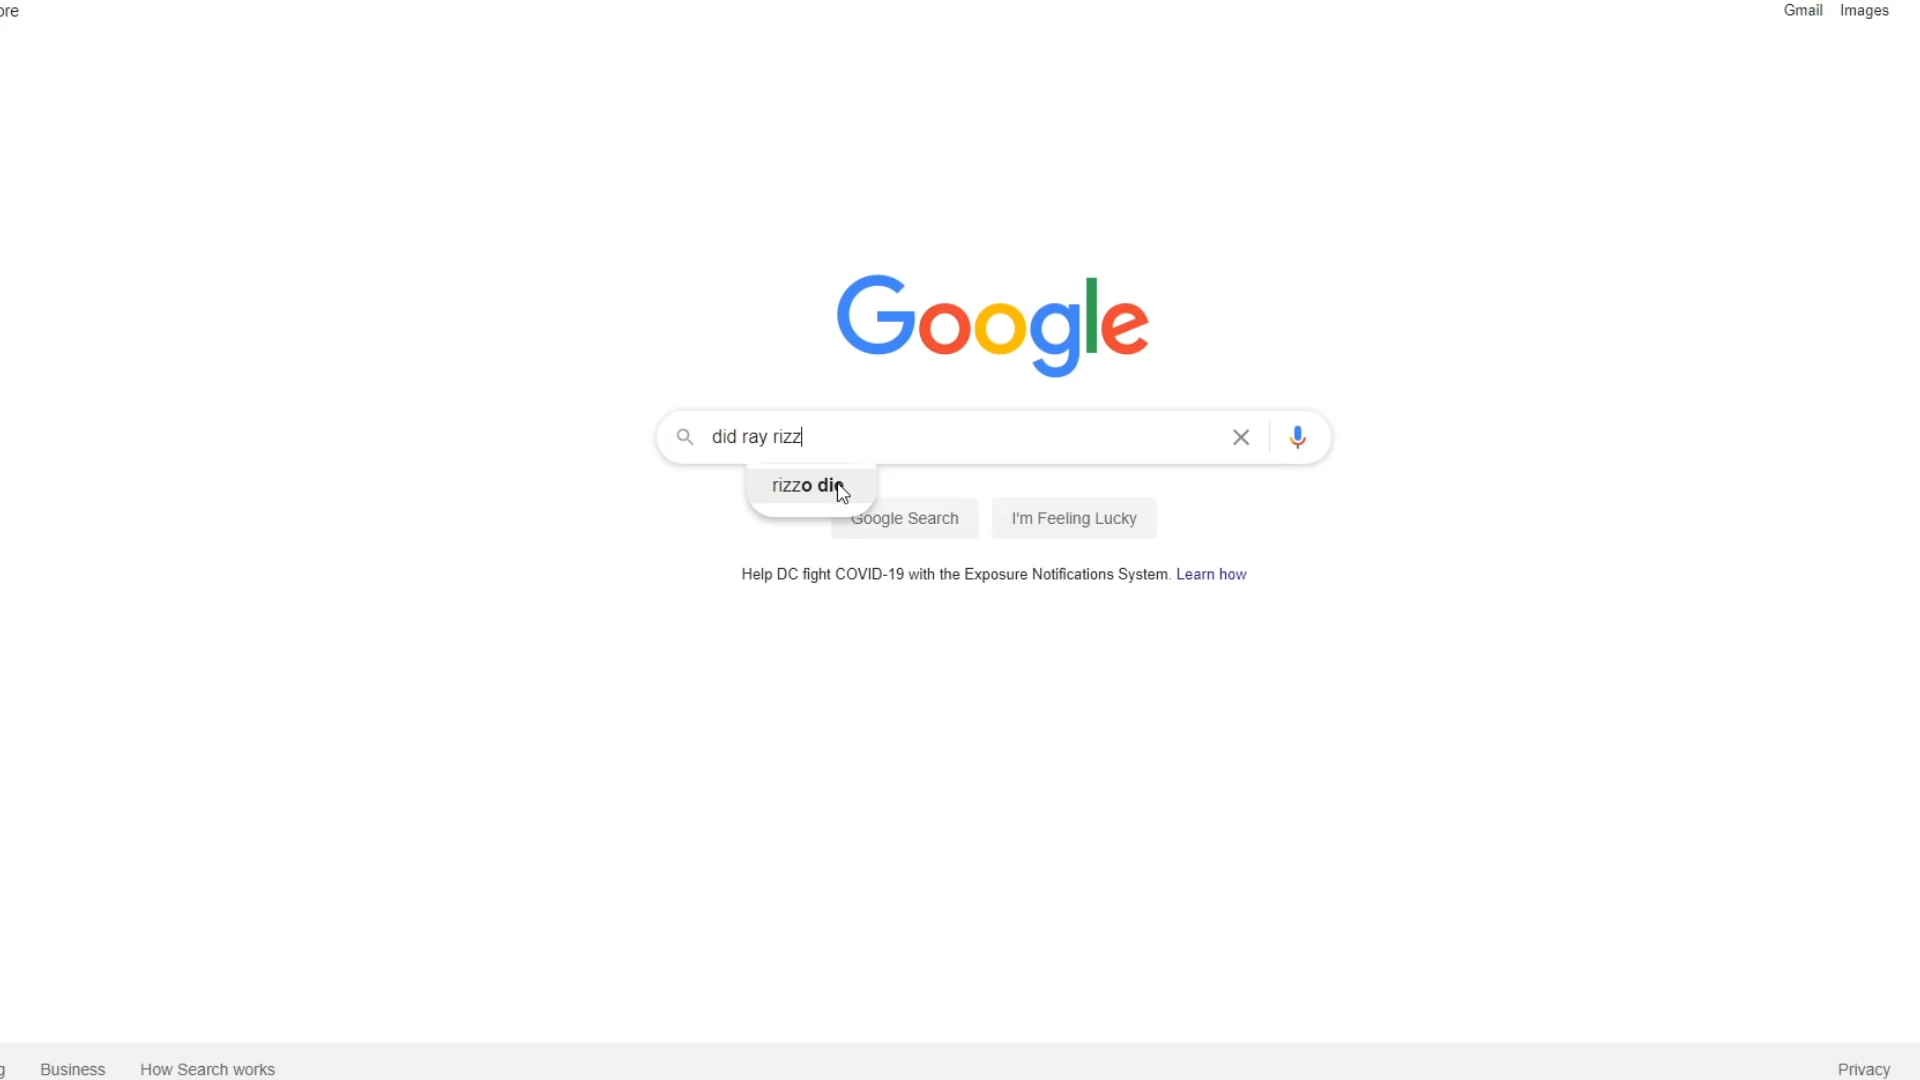 ore
Gmail Images
Google
did ray rizz
rizzo die
Google Search I'm Feeling Lucky
Help DC fight COVID-19 with the Exposure Notifications System. Learn how
g Business How Search works
Privacy